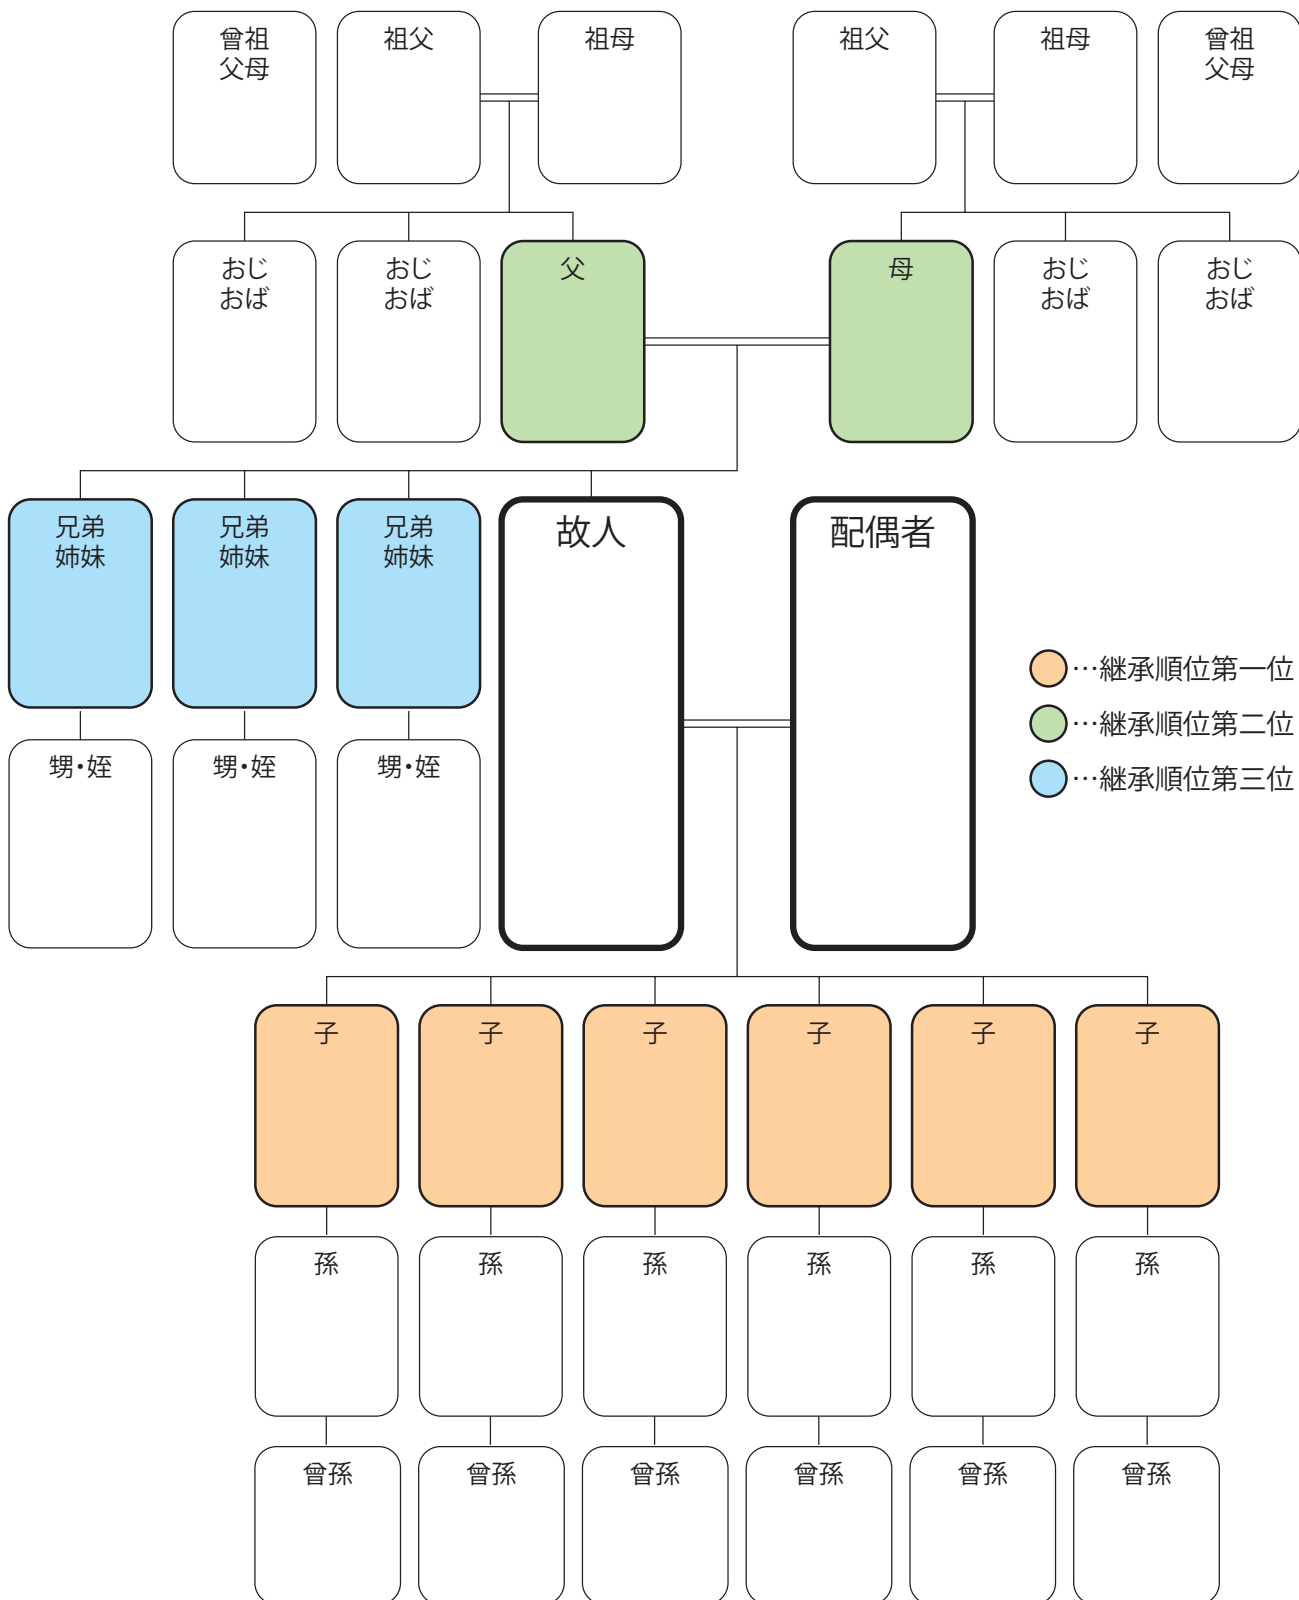 曾祖
父母
祖父
祖母
祖父
祖母
曾祖
父母
おじ
おば
おじ
おば
父
母
おじ
おば
おじ
おば
兄弟
姉妹
兄弟
姉妹
兄弟
姉妹
故人
配偶者
…継承順位第一位
…継承順位第二位
…継承順位第三位
甥・姪
甥・姪
甥・姪
子
子
子
子
子
子
孫
孫
孫
孫
孫
孫
曾孫
曾孫
曾孫
曾孫
曾孫
曾孫